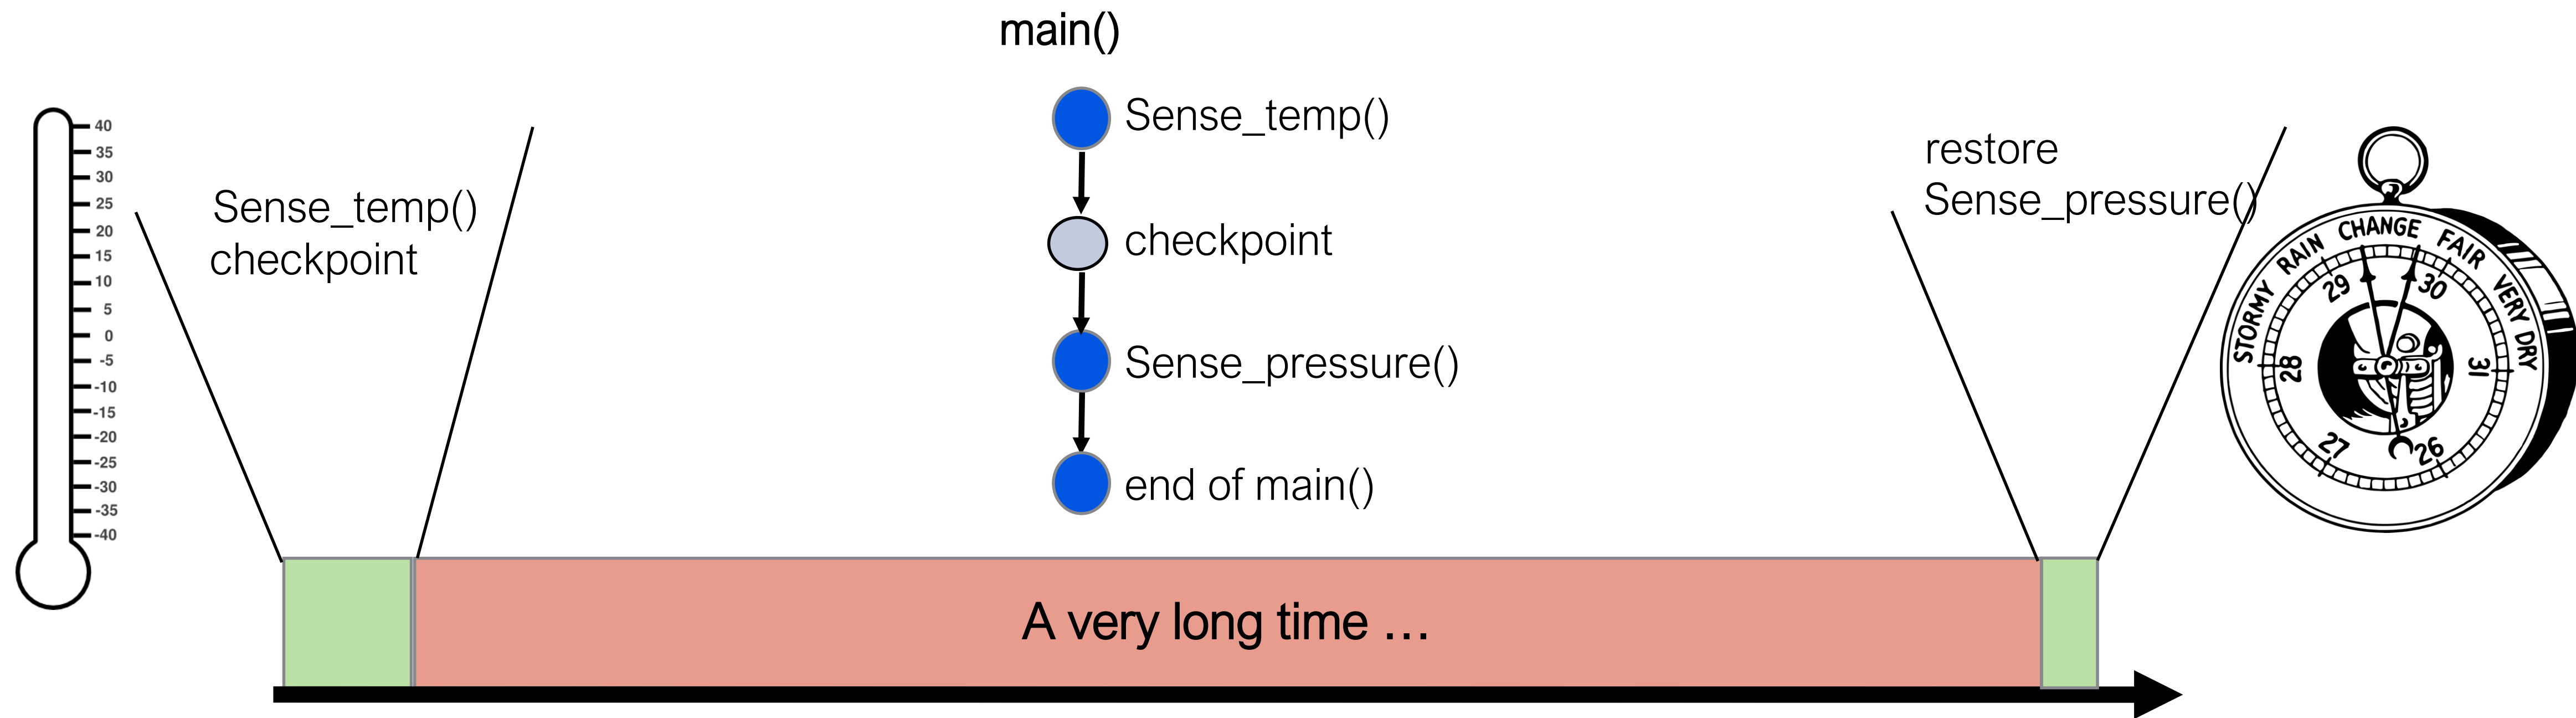 main()
Sense_temp()
checkpoint
Sense_pressure()
end of main()
40
35
30
25
20
15
10
5
0
-5
-10
-15
-20
-25
-30
-35
-40
Sense_temp()
checkpoint
restore
Sense_pressure()
STORMY RAIN CHANGE FAIR VERY DRY
28
29
30
31
27
26
A very long time ...